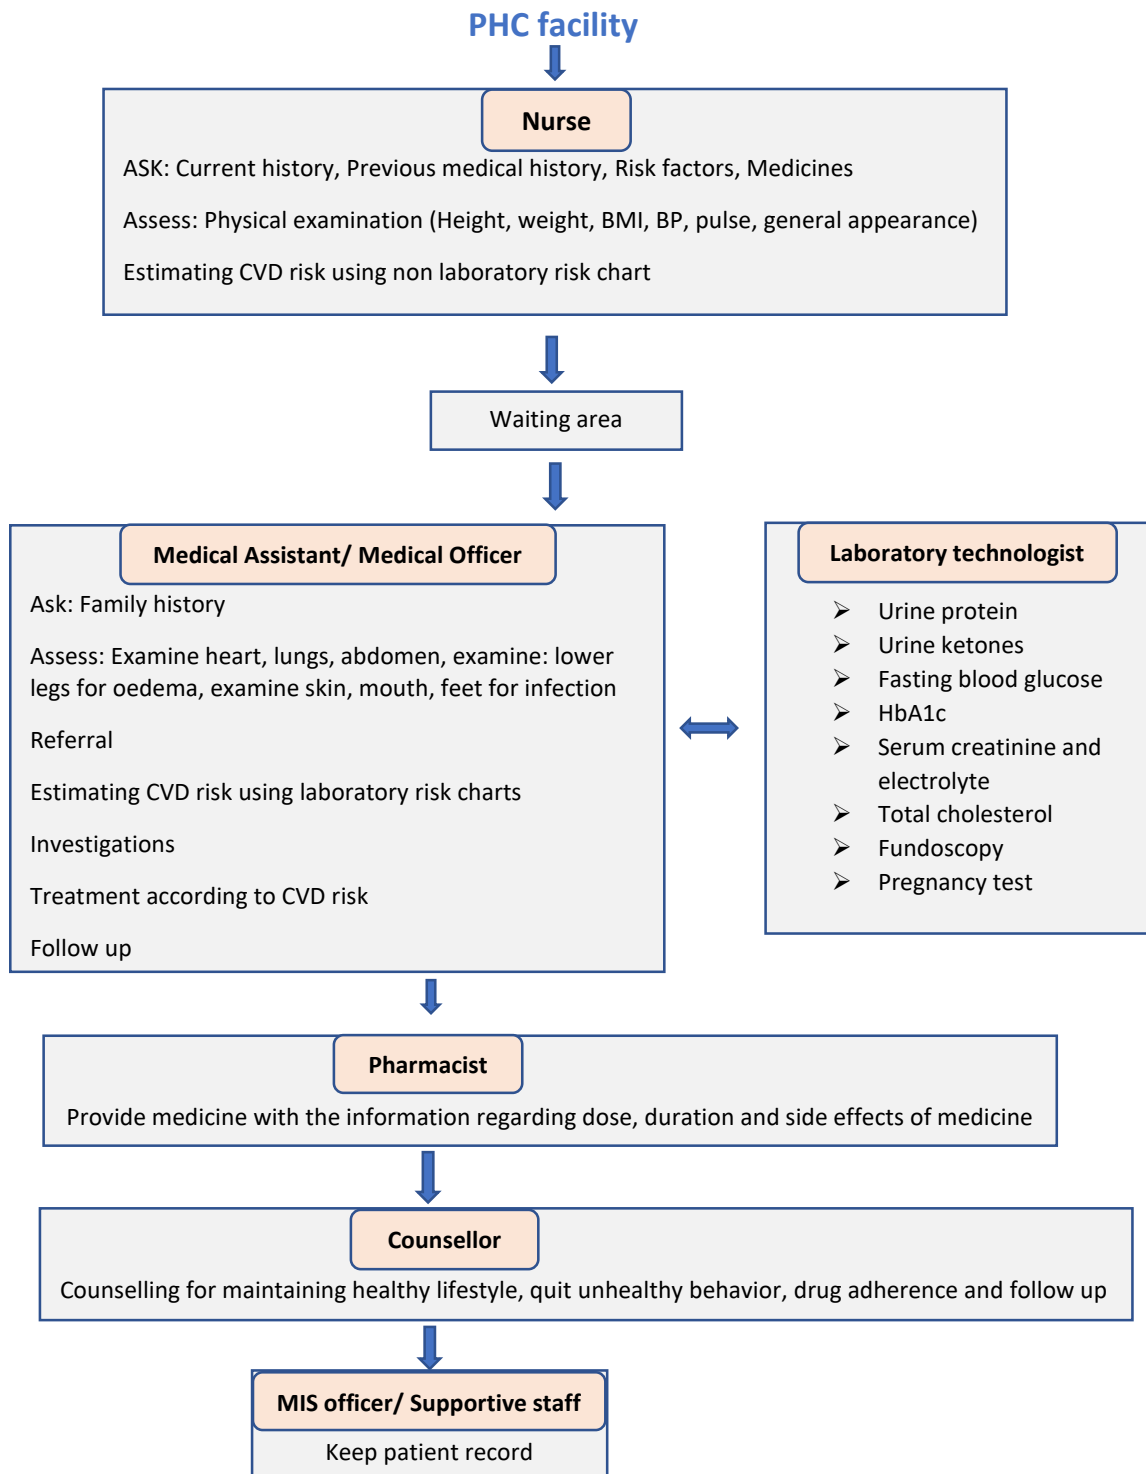 PHC facility
Nurse
ASK: Current history, Previous medical history, Risk factors, Medicines
Assess: Physical examination (Height, weight, BMI, BP, pulse, general appearance)
Estimating CVD risk using non laboratory risk chart
Waiting area
Medical Assistant/ Medical Officer
Ask: Family history
Assess: Examine heart, lungs, abdomen, examine: lower
legs for oedema, examine skin, mouth, feet for infection
Referral
Estimating CVD risk using laboratory risk charts
Investigations
Treatment according to CVD risk
Follow up
Laboratory technologist
➢ Urine protein
➢ Urine ketones
➢ Fasting blood glucose
➢ HbA1c
➢ Serum creatinine and
electrolyte
➢ Total cholesterol
➢ Fundoscopy
➢ Pregnancy test
Pharmacist
Provide medicine with the information regarding dose, duration and side effects of medicine
Counsellor
Counselling for maintaining healthy lifestyle, quit unhealthy behavior, drug adherence and follow up
MIS officer/ Supportive staff
Keep patient record